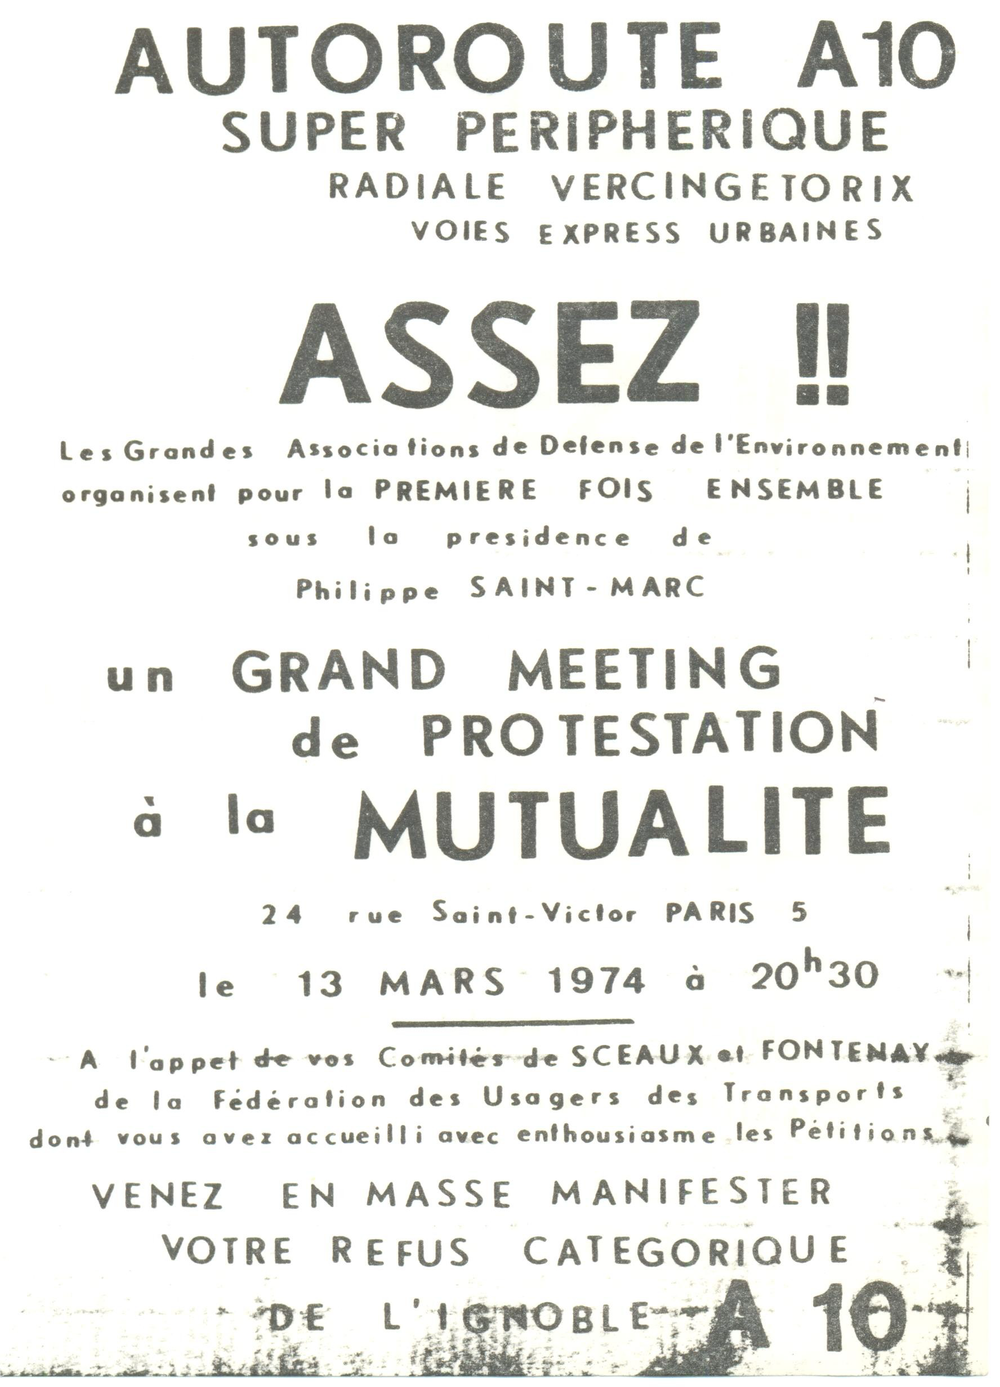 AUTOROUTE A10
SUPER PERIPHERIQUE
RADIALE VERCINGETORIX
VOIES EXPRESS URBAINES
ASSEZ !!
Les Grandes Associations de Defense de l'Environnement
organisent pour la PREMIERE FOIS ENSEMBLE
sous la presidence de
Philippe SAINT-MARC
un GRAND MEETING
de PROTESTATION
à la MUTUALITE
24 rue Saint-Victor PARIS 5
le 13 MARS 1974 à 20h30
A l'appel de vos Comités de SCEAUX et FONTENAY
de la Fédération des Usagers des Transports
dont vous avez accueilli avec enthousiasme les Pétitions
VENEZ EN MASSE MANIFESTER
VOTRE REFUS CATEGORIQUE
DE L'IGNOBLE A 10